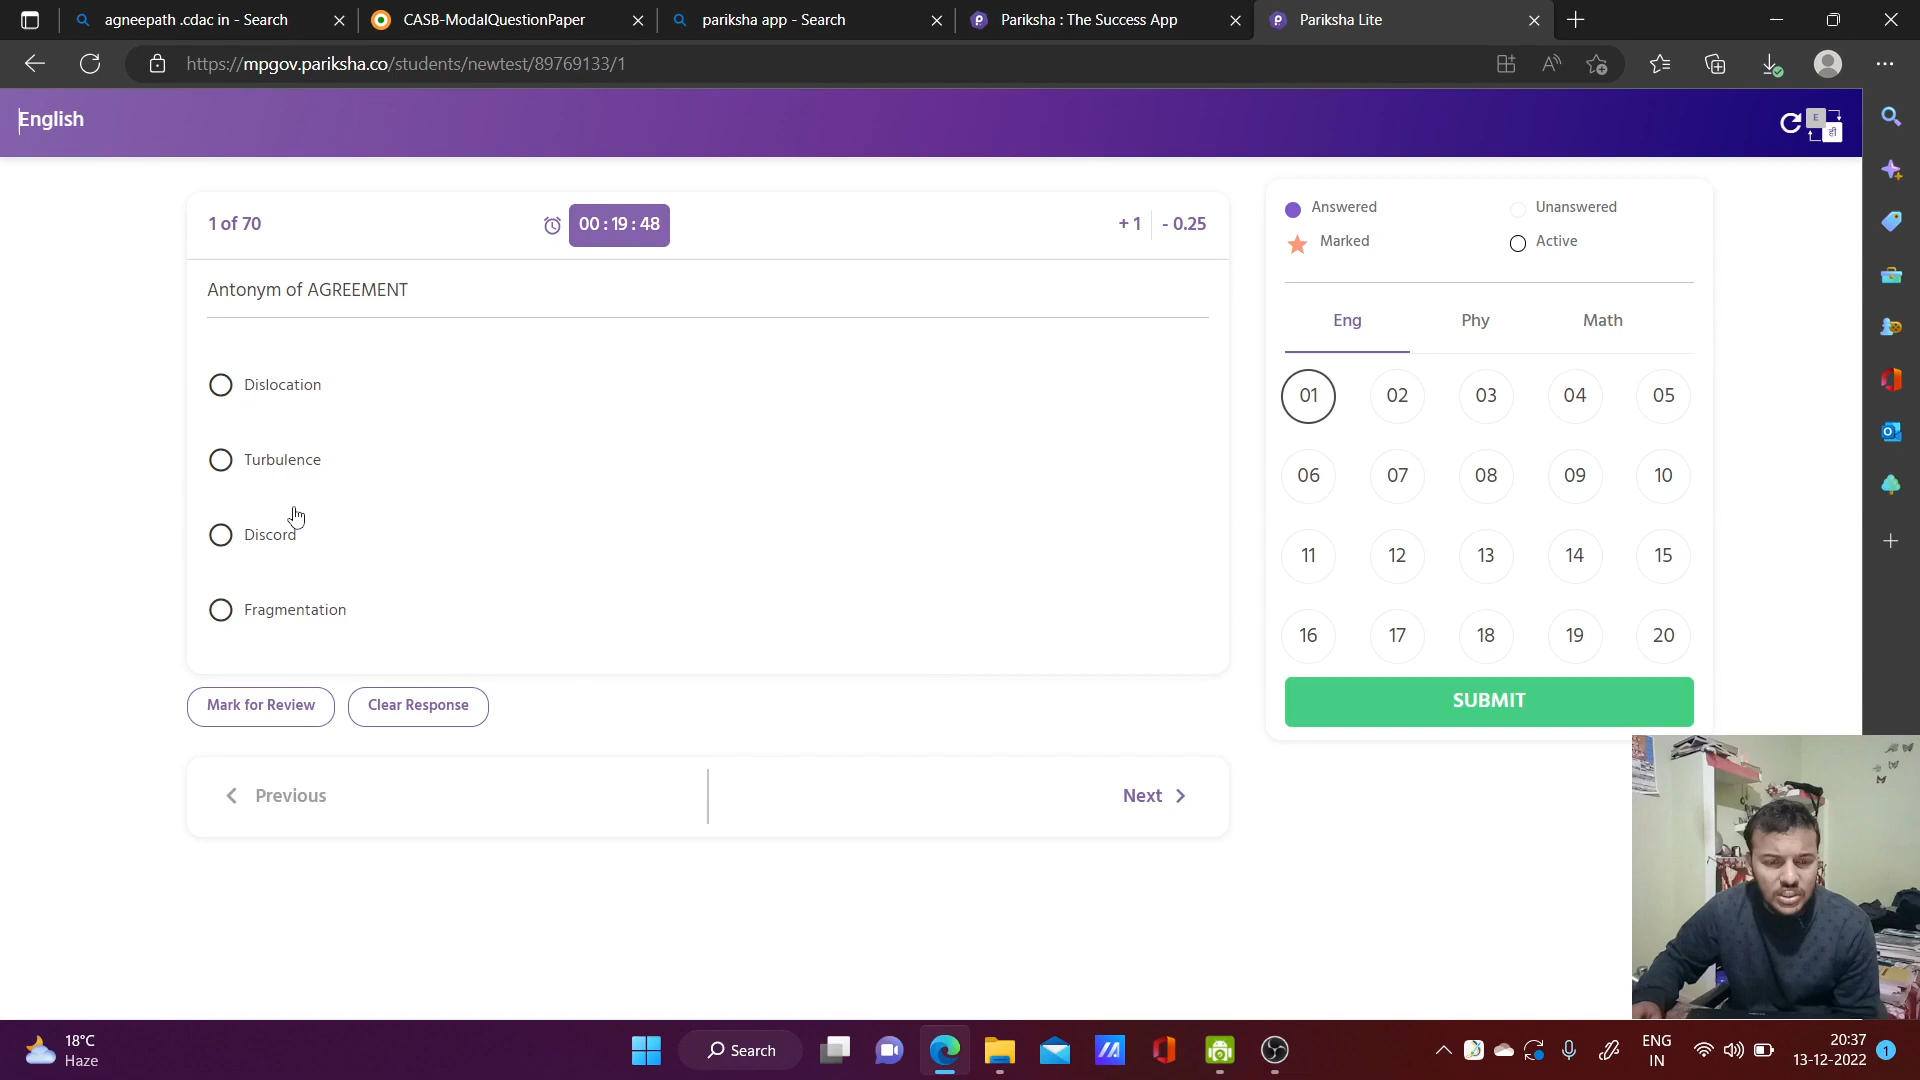 agneepath .cdac in - Search
CASB-ModalQuestionPaper
pariksha app - Search
Pariksha : The Success App
Pariksha Lite
https://mpgov.pariksha.co/students/newtest/89769133/1
English
E
ही
1 of 70
00 : 19 : 48
+ 1
- 0.25
Antonym of AGREEMENT
Dislocation
Turbulence
Discord
Fragmentation
Mark for Review
Clear Response
Previous
Next
Answered
Unanswered
Marked
Active
Eng
Phy
Math
01
02
03
04
05
06
07
08
09
10
11
12
13
14
15
16
17
18
19
20
SUBMIT
18°C
Haze
Search
ENG
IN
20:37
13-12-2022
1